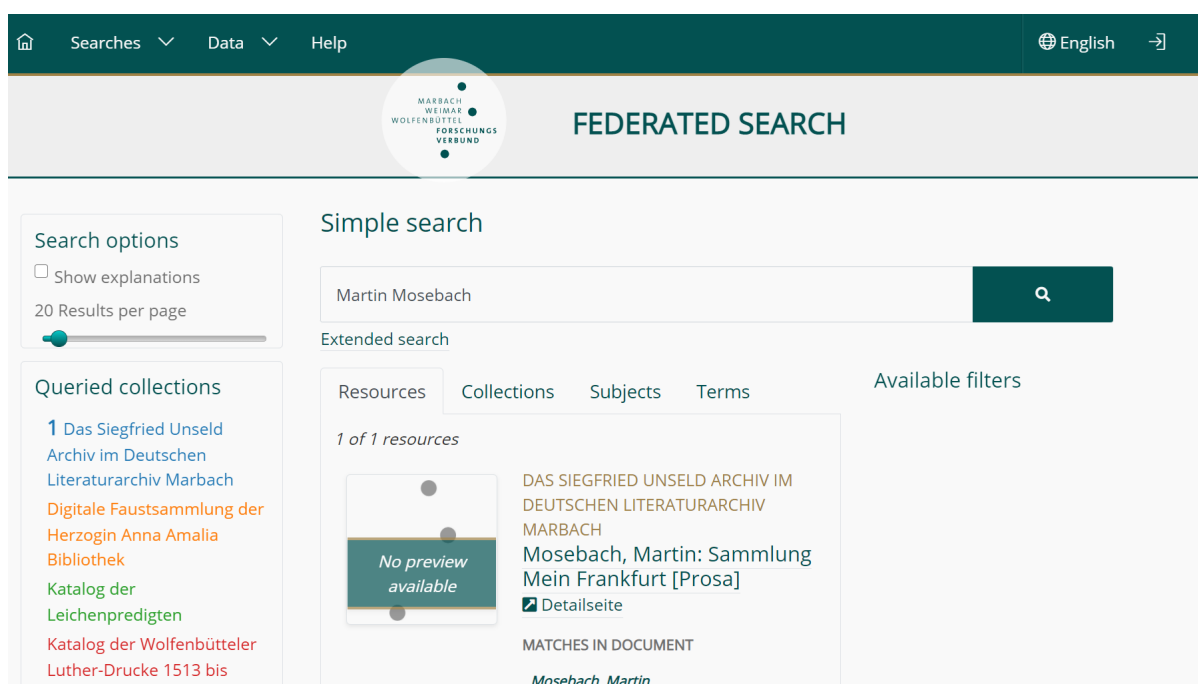 Searches Data Help English
MARBACH
WEIMAR
WOLFENBÜTTEL
FORSCHUNGS
VERBUND
FEDERATED SEARCH
Search options
Show explanations
20 Results per page
Queried collections
1 Das Siegfried Unseld
Archiv im Deutschen
Literaturarchiv Marbach
Digitale Faustsammlung der
Herzogin Anna Amalia
Bibliothek
Katalog der
Leichenpredigten
Katalog der Wolfenbütteler
Luther-Drucke 1513 bis
Simple search
Martin Mosebach
Extended search
Resources Collections Subjects Terms
1 of 1 resources
No preview
available
DAS SIEGFRIED UNSELD ARCHIV IM
DEUTSCHEN LITERATURARCHIV
MARBACH
Mosebach, Martin: Sammlung
Mein Frankfurt [Prosa]
Detailseite
MATCHES IN DOCUMENT
Mosebach, Martin
Available filters